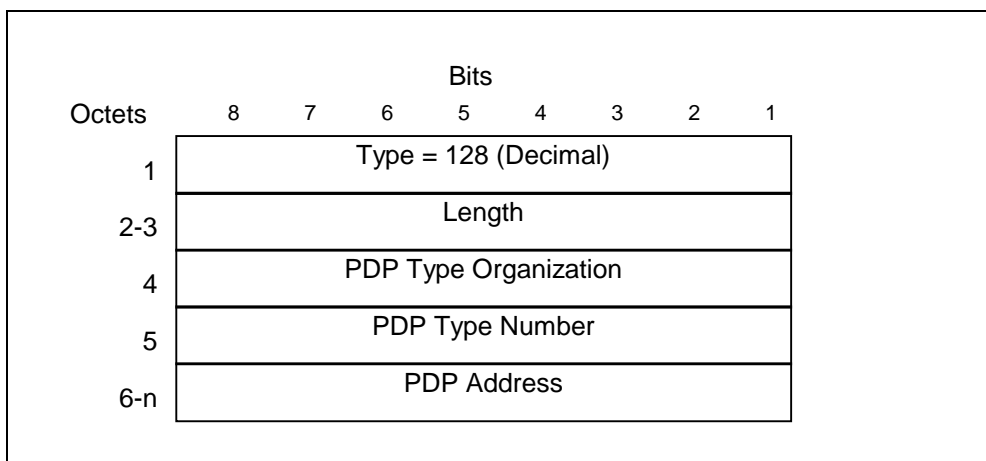 Bits
Octets 8 7 6 5 4 3 2 1
1 Type = 128 (Decimal)
2-3 Length
4 PDP Type Organization
5 PDP Type Number
6-n PDP Address